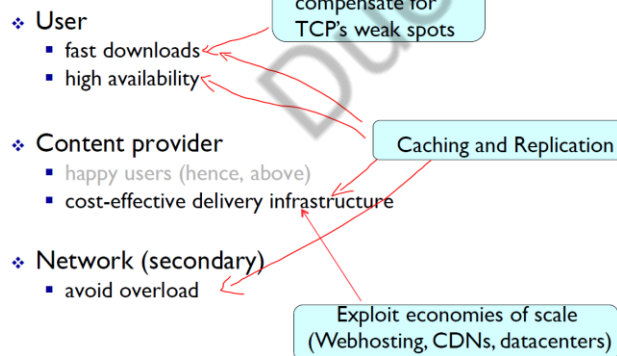 compensate for
TCP's weak spots
User
fast downloads
high availability
Content provider
Caching and Replication
happy users (hence, above)
cost-effective delivery infrastructure
Network (secondary)
avoid overload
Exploit economies of scale
(Webhosting, CDNs, datacenters)